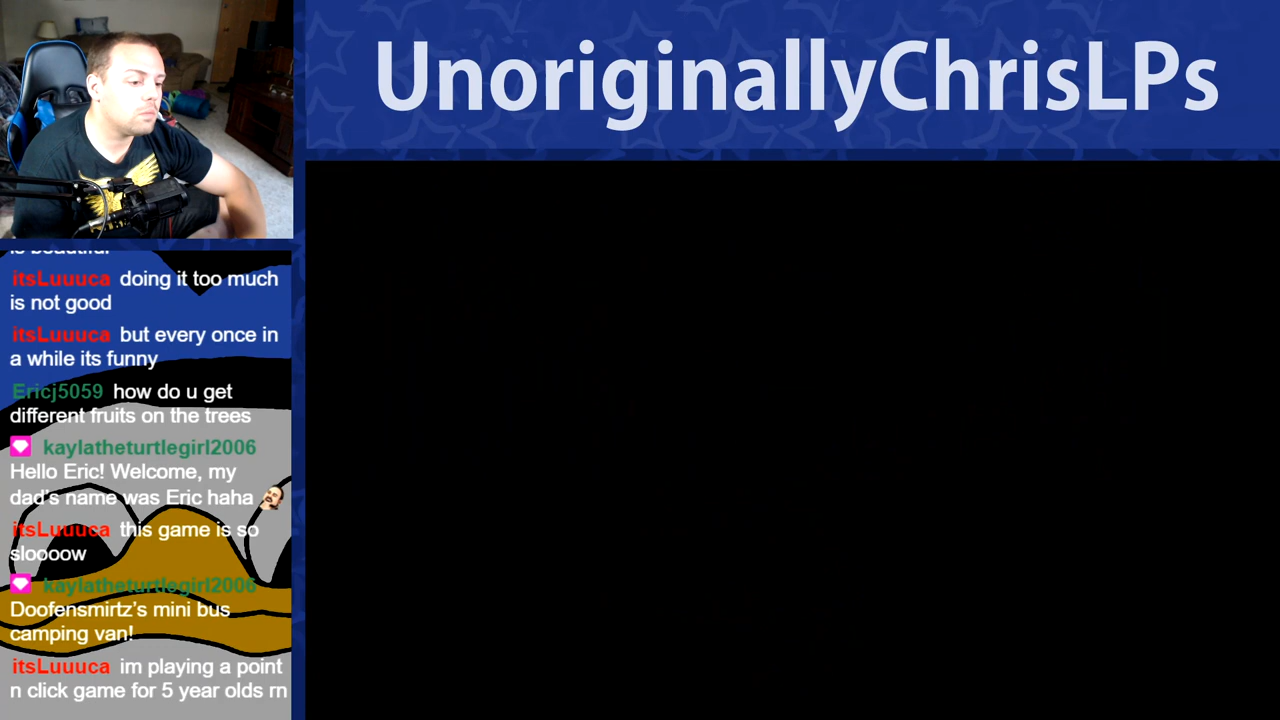 UnoriginallyChrisLPs
is beautiful.
itsLuuuca doing it too much
is not good
itsLuuuca but every once in
a while its funny
Ericj5059 how do u get
different fruits on the trees
kaylatheturtlegirl2006
Hello Eric! Welcome, my
dad's name was Eric haha
itsLuuuca this game is so
sloooow
kaylatheturtlegirl2006
Doofensmirtz's mini bus
camping van!
itsLuuuca im playing a point
n click game for 5 year olds rn